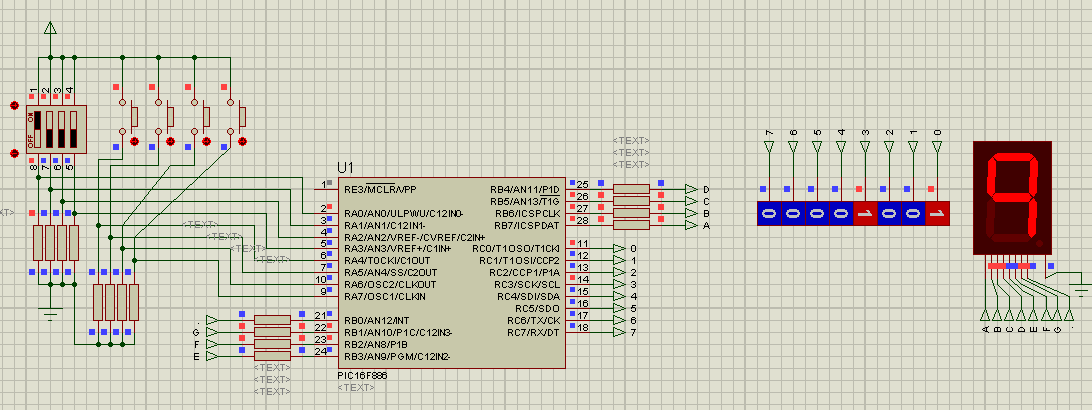 1 2 3 4
ON
OFF
8 7 6 5
U1
<TEXT>
<TEXT>
<TEXT>
1 RE3/MCLR/VPP
2 RA0/AN0/ULPWU/C12IN0-
3 RA1/AN1/C12IN1-
4 RA2/AN2/VREF-/CVREF/C2IN+
5 RA3/AN3/VREF+/C1IN+
6 RA4/T0CKI/C1OUT
7 RA5/AN4/SS/C2OUT
10 RA6/OSC2/CLKOUT
9 RA7/OSC1/CLKIN
21 RB0/AN12/INT
22 RB1/AN10/P1C/C12IN3-
23 RB2/AN8/P1B
24 RB3/AN9/PGM/C12IN2-
RB4/AN11/P1D 25
RB5/AN13/T1G 26
RB6/ICSPCLK 27
RB7/ICSPDAT 28
RC0/T1OSO/T1CKI 11
RC1/T1OSI/CCP2 12
RC2/CCP1/P1A 13
RC3/SCK/SCL 14
RC4/SDI/SDA 15
RC5/SDO 16
RC6/TX/CK 17
RC7/RX/DT 18
D
C
B
A
0
1
2
3
4
5
6
7
<TEXT>
<TEXT>
<TEXT>
<TEXT>
.
G
F
E
<TEXT>
<TEXT>
<TEXT>
PIC16F886
<TEXT>
7 6 5 4 3 2 1 0
0 0 0 0 1 0 0 1
9
A B C D E F G .